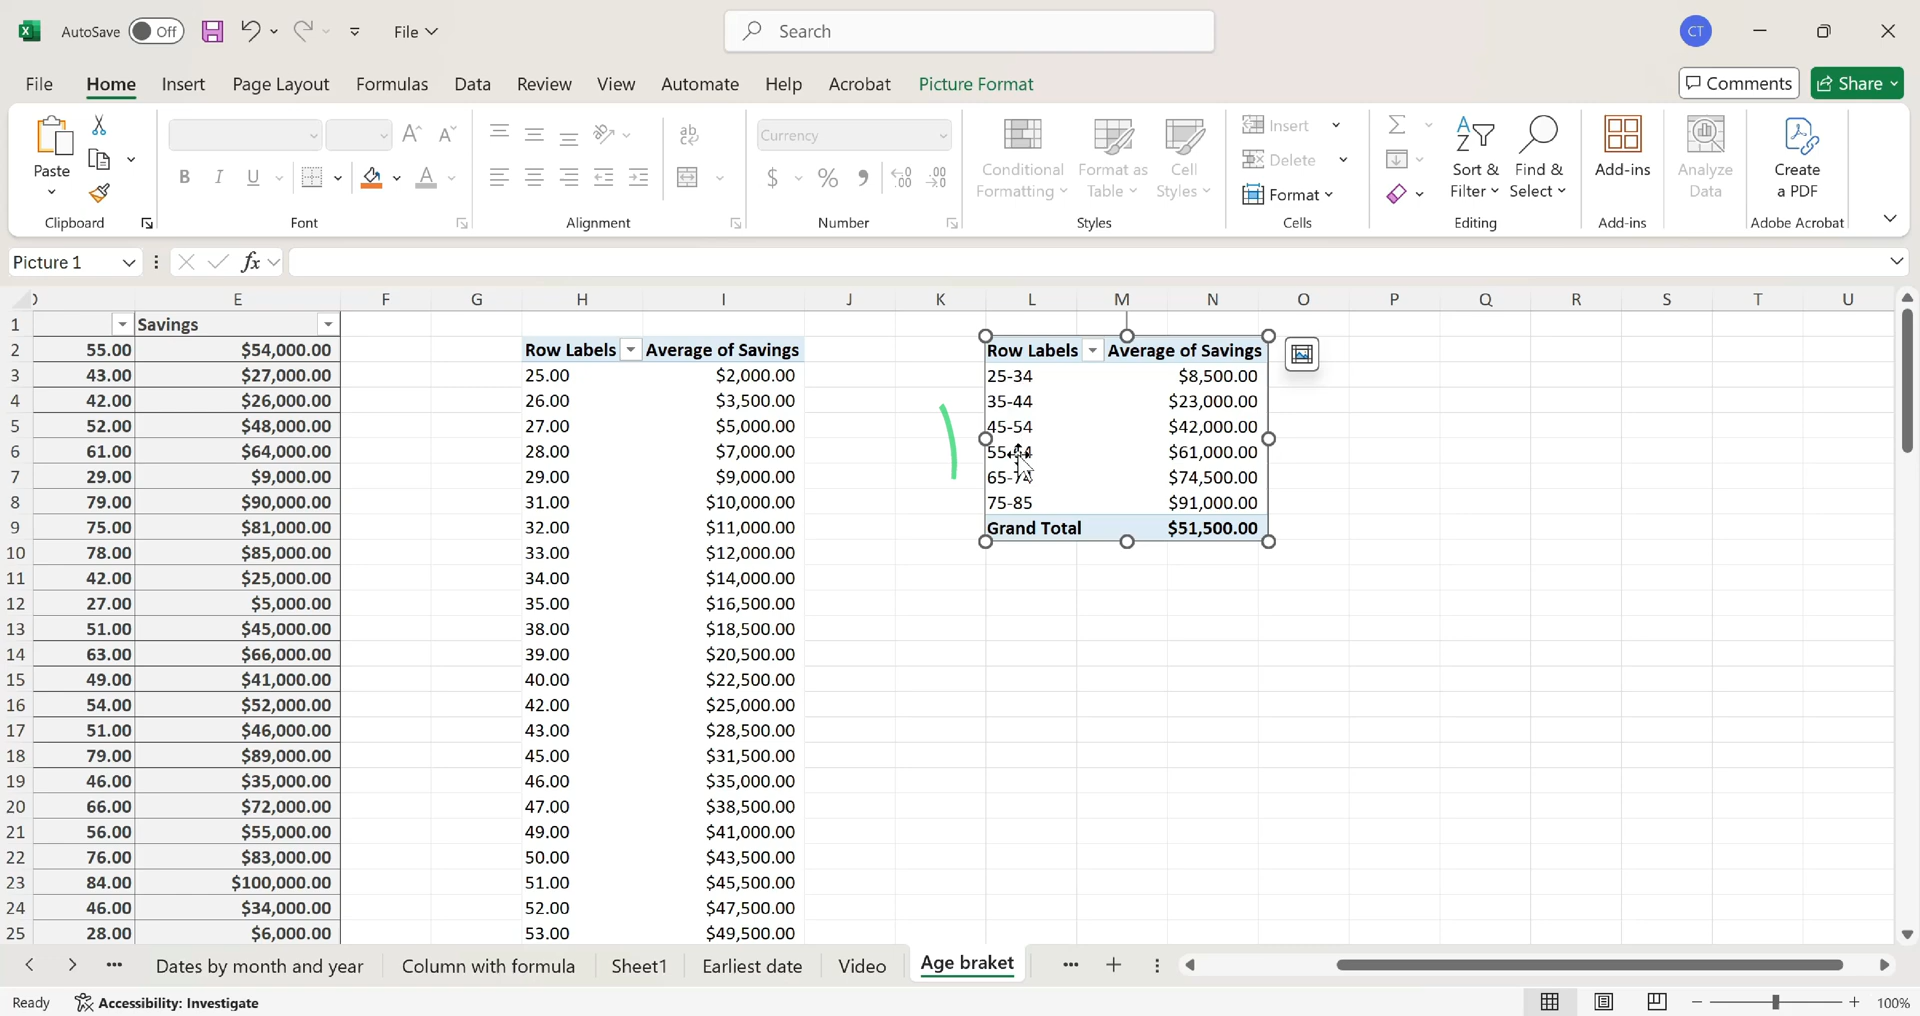 AutoSave Off File Search CT
File Home Insert Page Layout Formulas Data Review View Automate Help Acrobat Picture Format Comments Share
Paste
Clipboard
ab
Font
Alignment
Currency
$ % 9 .00 .00
Number
Conditional Formatting
Format as Table
Cell Styles
Styles
Insert
Delete
Format
Cells
Sort & Filter
Find & Select
Editing
Add-ins
Add-ins
Analyze Data
Create a PDF
Adobe Acrobat
Picture 1 fx
D E F G H I J K L M N O P Q R S T U
1 Savings
2 55.00 $54,000.00 Row Labels Average of Savings Row Labels Average of Savings
3 43.00 $27,000.00 25.00 $2,000.00 25-34 $8,500.00
4 42.00 $26,000.00 26.00 $3,500.00 35-44 $23,000.00
5 52.00 $48,000.00 27.00 $5,000.00 45-54 $42,000.00
6 61.00 $64,000.00 28.00 $7,000.00 55-64 $61,000.00
7 29.00 $9,000.00 29.00 $9,000.00 65-74 $74,500.00
8 79.00 $90,000.00 31.00 $10,000.00 75-85 $91,000.00
9 75.00 $81,000.00 32.00 $11,000.00 Grand Total $51,500.00
10 78.00 $85,000.00 33.00 $12,000.00
11 42.00 $25,000.00 34.00 $14,000.00
12 27.00 $5,000.00 35.00 $16,500.00
13 51.00 $45,000.00 38.00 $18,500.00
14 63.00 $66,000.00 39.00 $20,500.00
15 49.00 $41,000.00 40.00 $22,500.00
16 54.00 $52,000.00 42.00 $25,000.00
17 51.00 $46,000.00 43.00 $28,500.00
18 79.00 $89,000.00 45.00 $31,500.00
19 46.00 $35,000.00 46.00 $35,000.00
20 66.00 $72,000.00 47.00 $38,500.00
21 56.00 $55,000.00 49.00 $41,000.00
22 76.00 $83,000.00 50.00 $43,500.00
23 84.00 $100,000.00 51.00 $45,500.00
24 46.00 $34,000.00 52.00 $47,500.00
25 28.00 $6,000.00 53.00 $49,500.00
Dates by month and year Column with formula Sheet1 Earliest date Video Age braket
Ready Accessibility: Investigate 100%